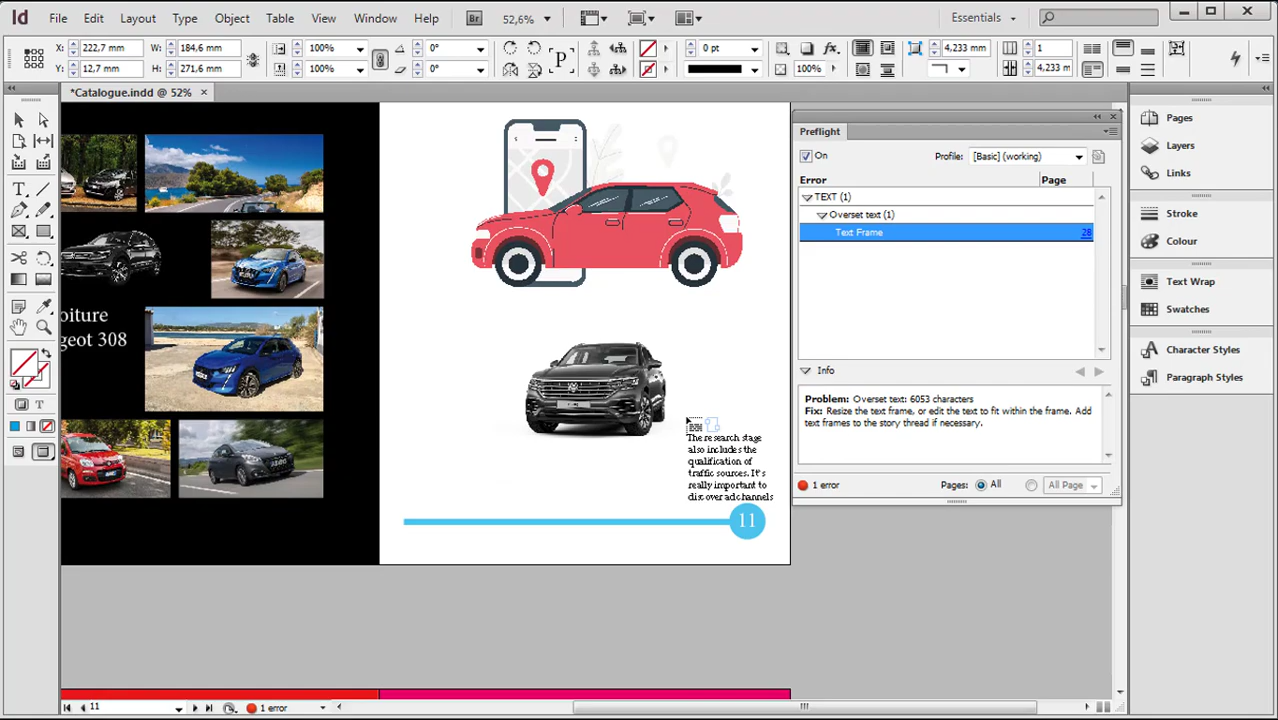 Id File Edit Layout Type Object Table View Window Help Br 52,6% Essentials
X: 222,7 mm W: 184,6 mm 100% 0° P 0 pt fx. 4,233 mm 1
Y: 12,7 mm H: 271,6 mm 100% 0° 100% 4,233 m
*Catalogue.indd @ 52% ×
oiture
geot 308
The research stage
also includes the
qualification of
traffic sources. It's
really important to
discover ad channels
11
Preflight
On Profile: [Basic] (working)
Error Page
TEXT (1)
Overset text (1)
Text Frame 28
Info
Problem: Overset text: 6053 characters
Fix: Resize the text frame, or edit the text to fit within the frame. Add
text frames to the story thread if necessary.
1 error Pages: All All Page
Pages
Layers
Links
Stroke
Colour
Text Wrap
Swatches
Character Styles
Paragraph Styles
11 1 error